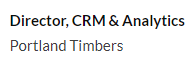 Director, CRM & Analytics
Portland Timbers